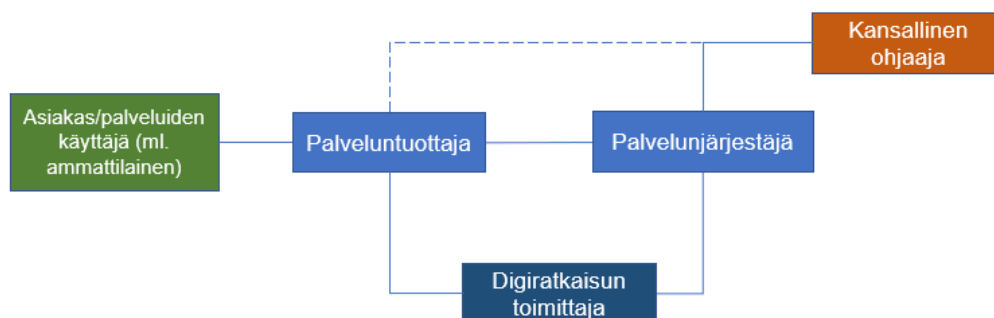 Kansallinen
ohjaaja
Asiakas/palveluiden
käyttäjä (ml.
ammattilainen)
Palveluntuottaja
Palvelunjärjestäjä
Digiratkaisun
toimittaja